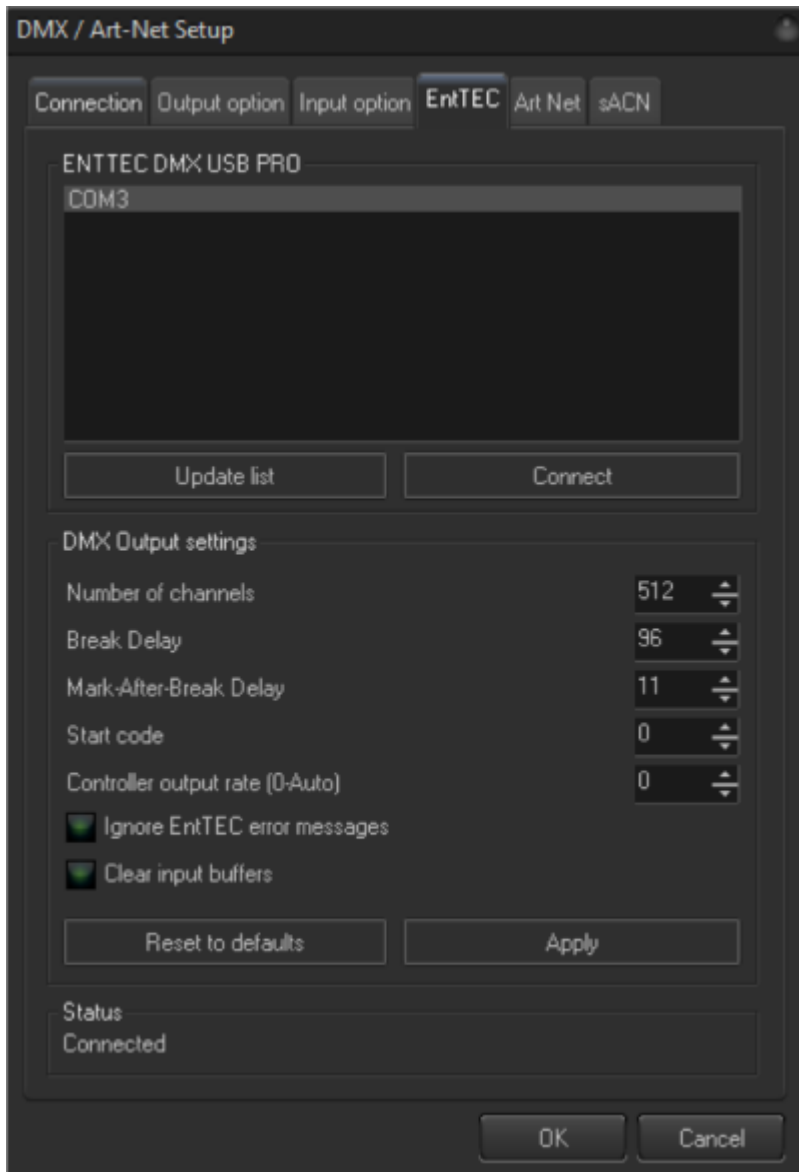 DMX / Art-Net Setup
Connection Output option Input option EntTEC Art Net sACN
ENTTEC DMX USB PRO
COM3
Update list Connect
DMX Output settings
Number of channels 512
Break Delay 96
Mark-After-Break Delay 11
Start code 0
Controller output rate (0-Auto) 0
Ignore EntTEC error messages
Clear input buffers
Reset to defaults Apply
Status
Connected
OK Cancel